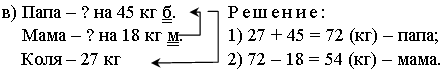 в) Папа – ? на 45 кг б.
Мама – ? на 18 кг м.
Коля – 27 кг
Решение:
1) 27 + 45 = 72 (кг) – папа;
2) 72 – 18 = 54 (кг) – мама.